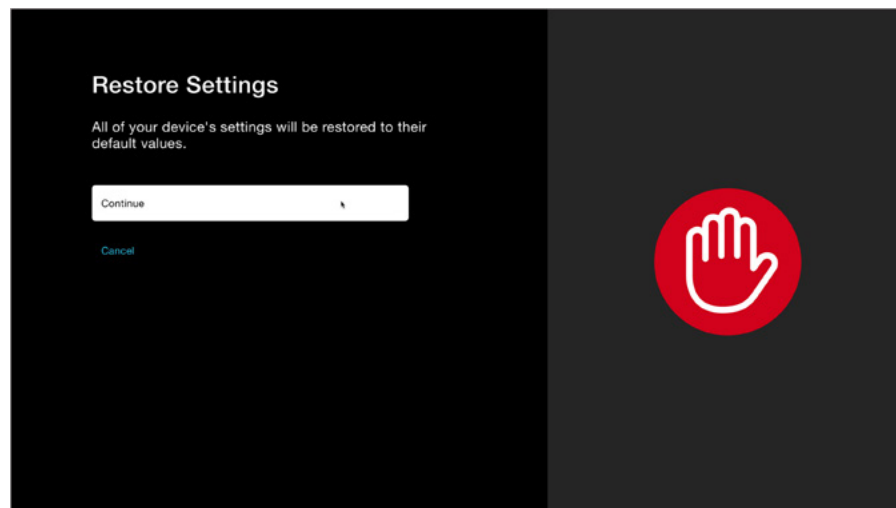 Restore Settings
All of your device's settings will be restored to their
default values.
Continue
Cancel